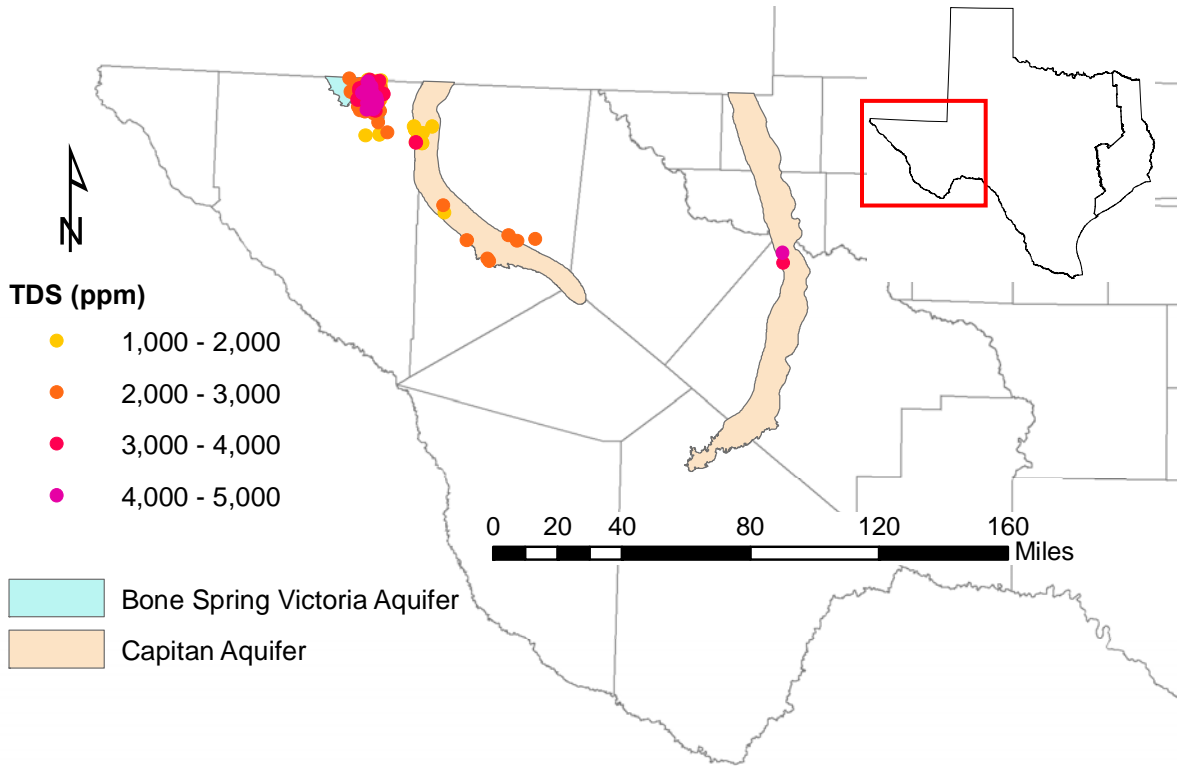 N
TDS (ppm)
1,000 - 2,000
2,000 - 3,000
3,000 - 4,000
4,000 - 5,000
0 20 40 80 120 160
Miles
Bone Spring Victoria Aquifer
Capitan Aquifer